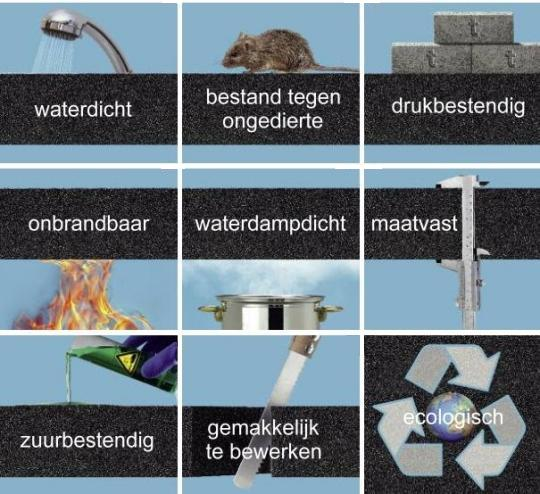 waterdicht
bestand tegen
ongedierte
t
t
t
drukbestendig
onbrandbaar
waterdampdicht
maatvast
zuurbestendig
gemakkelijk
te bewerken
ecologisch